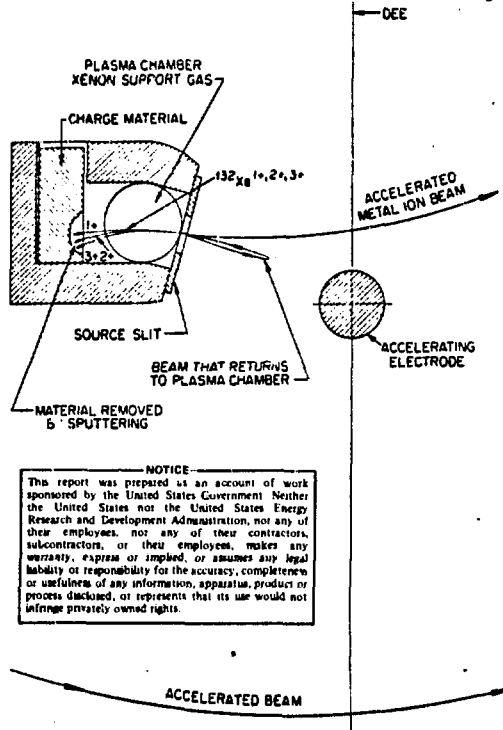 DEE
PLASMA CHAMBER
XENON SUPPORT GAS
CHARGE MATERIAL
132Xe 1+,2+,3+
ACCELERATED
METAL ION BEAM
1+
3+2+
SOURCE SLIT
ACCELERATING
ELECTRODE
BEAM THAT RETURNS
TO PLASMA CHAMBER
MATERIAL REMOVED
SPUTTERING
NOTICE
This report was prepared as an account of work
sponsored by the United States Government Neither
the United States nor the United States Energy
Research and Development Administration, nor any of
their employees, nor any of their contractors,
subcontractors, or their employees, makes any
warranty, express or implied, or assumes any legal
liability or responsibility for the accuracy, completeness
or usefulness of any information, apparatus, product or
process disclosed, or represents that its use would not
infringe privately owned rights.
ACCELERATED BEAM